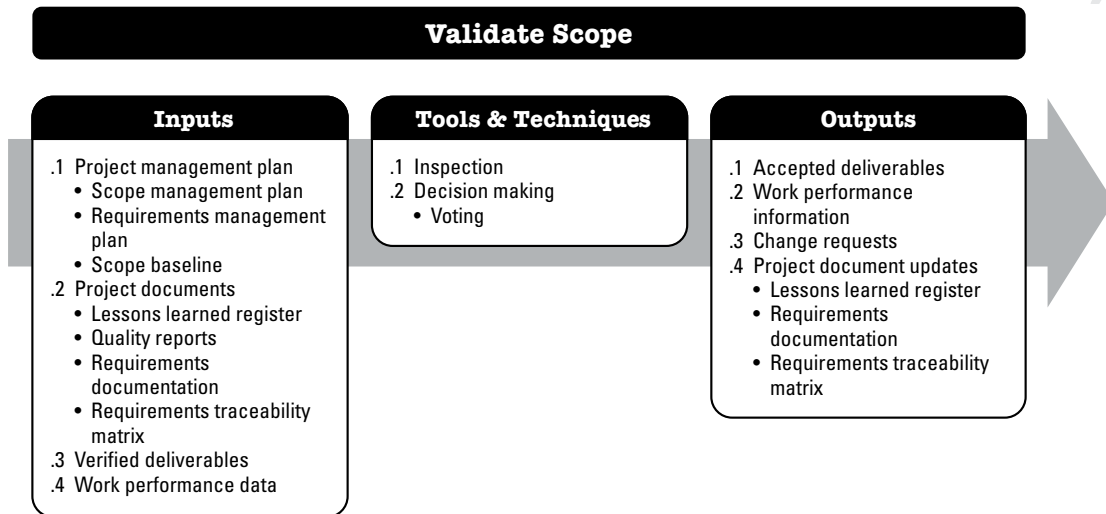 Validate Scope
Inputs
.1 Project management plan
• Scope management plan
• Requirements management
plan
• Scope baseline
.2 Project documents
• Lessons learned register
• Quality reports
• Requirements
documentation
• Requirements traceability
matrix
.3 Verified deliverables
.4 Work performance data
Tools & Techniques
.1 Inspection
.2 Decision making
• Voting
Outputs
.1 Accepted deliverables
.2 Work performance
information
.3 Change requests
.4 Project document updates
• Lessons learned register
• Requirements
documentation
• Requirements traceability
matrix